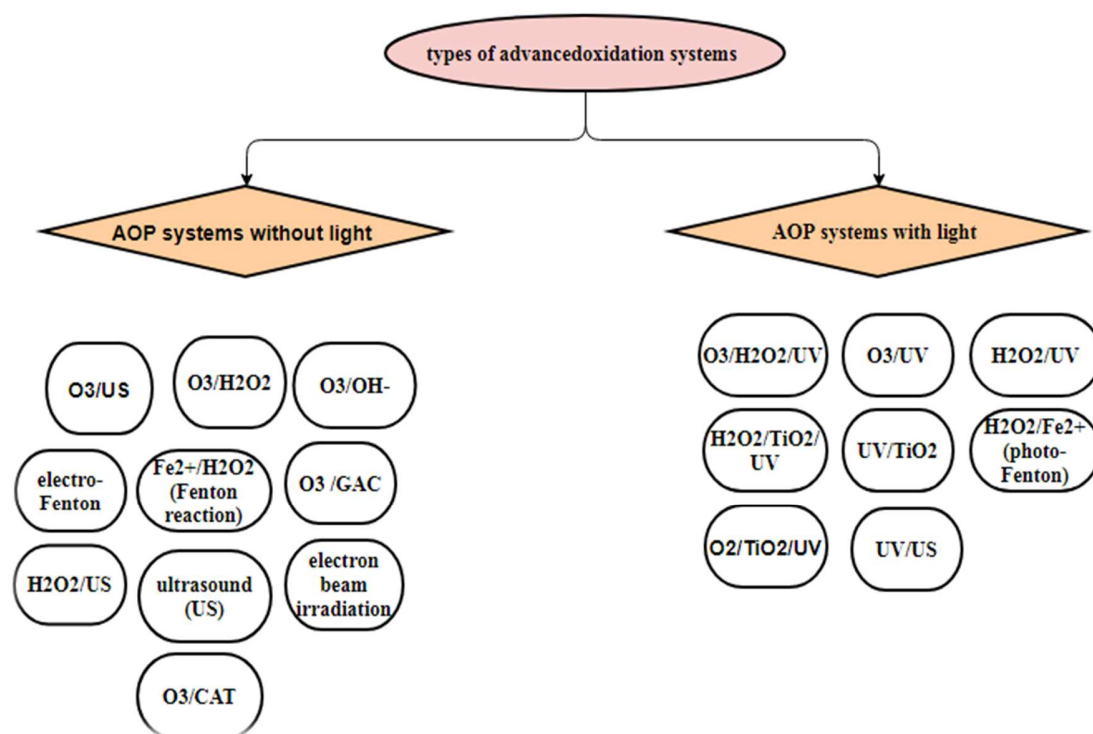 types of advancedoxidation systems
AOP systems without light
AOP systems with light
O3/US
O3/H2O2
O3/OH-
electro-
Fenton
Fe2+/H2O2
(Fenton
reaction)
O3 /GAC
H2O2/US
ultrasound
(US)
electron
beam
irradiation
O3/CAT
O3/H2O2/UV
O3/UV
H2O2/UV
H2O2/TiO2/
UV
UV/TiO2
H2O2/Fe2+
(photo-
Fenton)
O2/TiO2/UV
UV/US